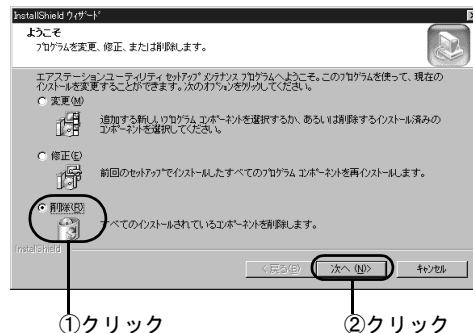 InstallShield ウィザード
ようこそ
プログラムを変更、修正、または削除します。
エアステーションユーティリティ セットアップ メンテナンス プログラムへようこそ。このプログラムを使って、現在の
インストールを変更することができます。次のオプションをクリックしてください。
変更(M)
追加する新しいプログラム コンポーネントを選択するか、あるいは削除するインストール済みの
コンポーネントを選択してください。
修正(E)
前回のセットアップでインストールしたすべてのプログラム コンポーネントを再インストールします。
削除(R)
すべてのインストールされているコンポーネントを削除します。
InstallShield
< 戻る(B) 次へ (N)> キャンセル
①クリック ②クリック